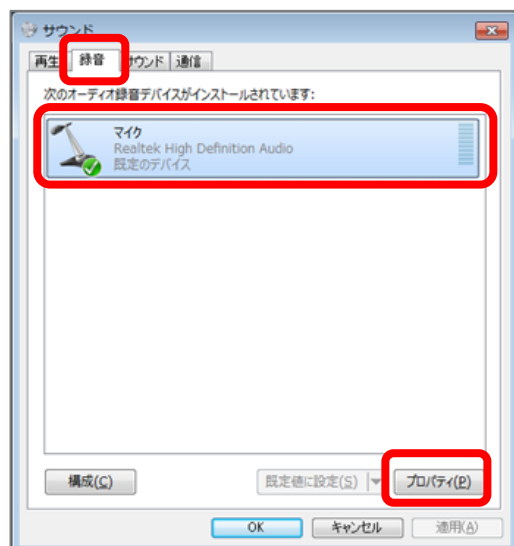 サウンド
再生 録音 サウンド 通信
次のオーディオ録音デバイスがインストールされています:
マイク
Realtek High Definition Audio
既定のデバイス
構成(C) 既定値に設定(S) プロパティ(P)
OK キャンセル 適用(A)